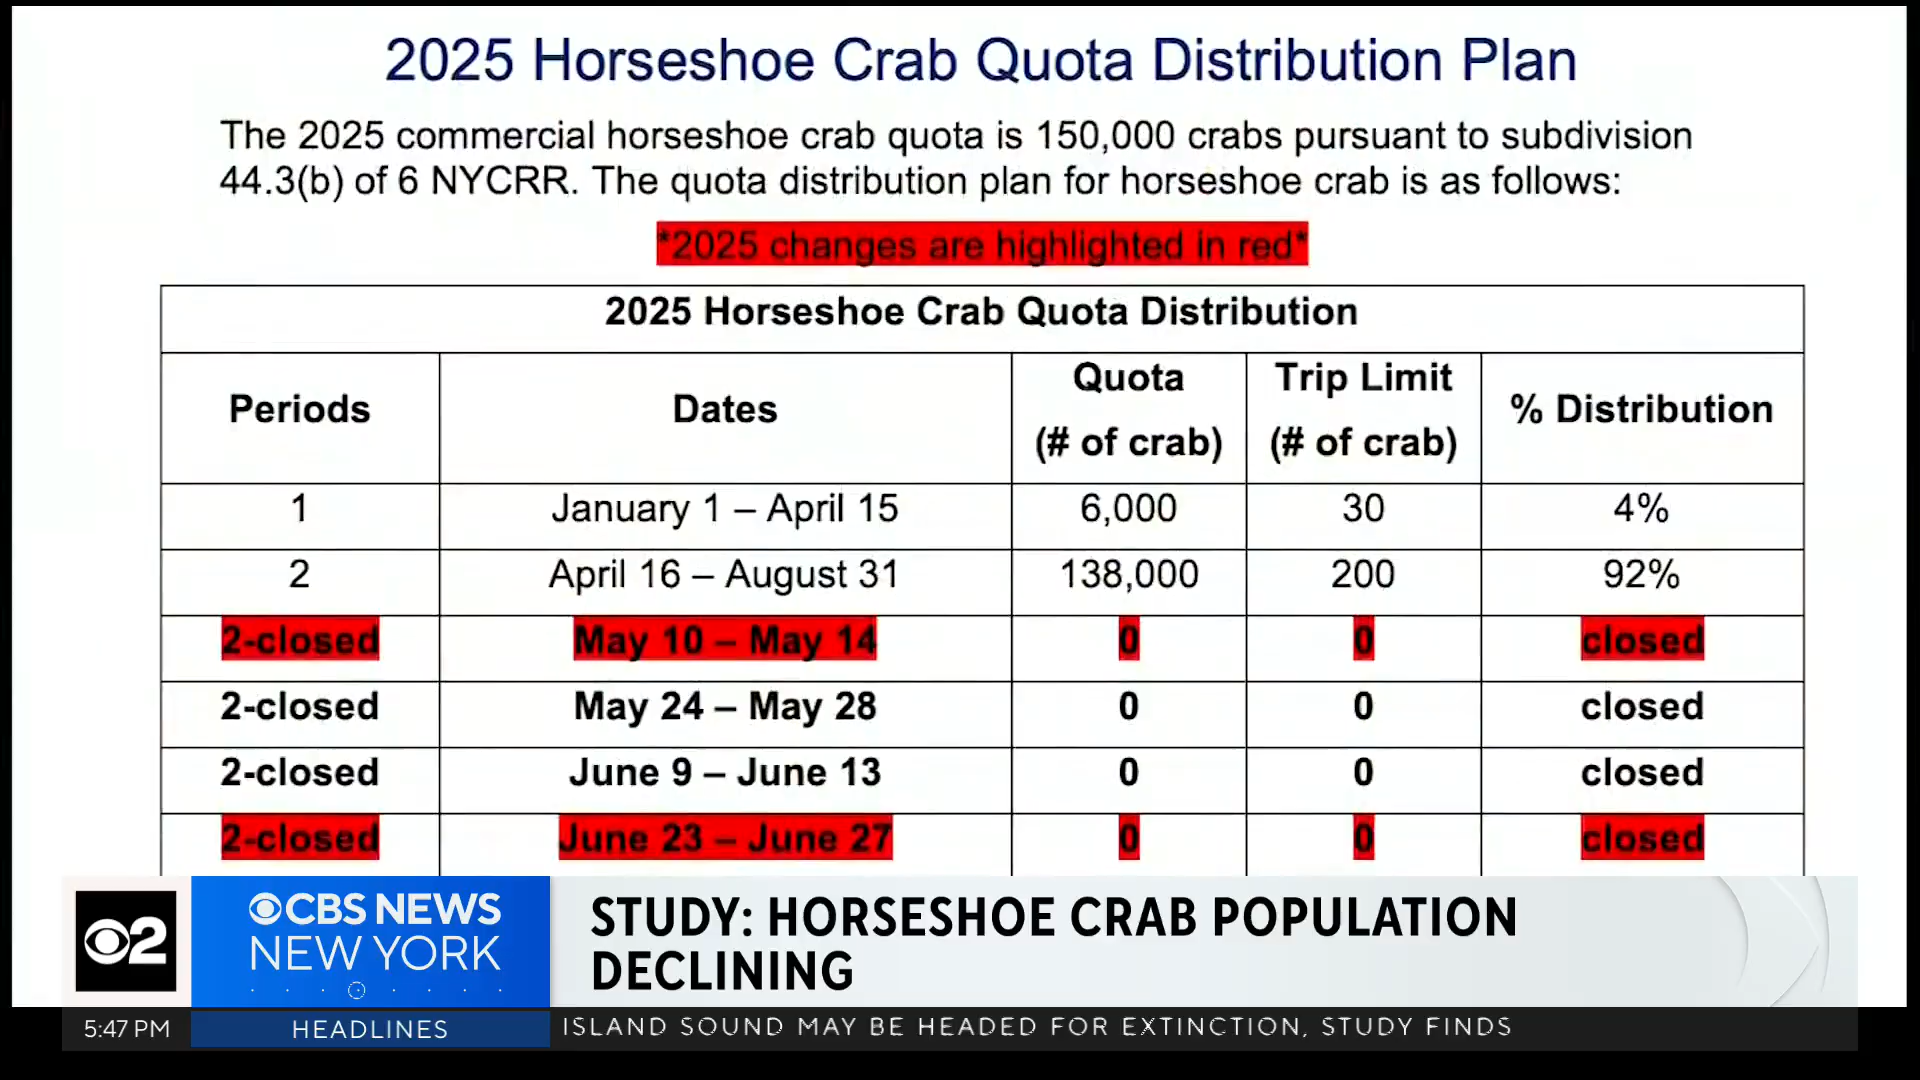 2025 Horseshoe Crab Quota Distribution Plan
The 2025 commercial horseshoe crab quota is 150,000 crabs pursuant to subdivision
44.3(b) of 6 NYCRR. The quota distribution plan for horseshoe crab is as follows:
*2025 changes are highlighted in red*
2025 Horseshoe Crab Quota Distribution
Periods Dates Quota (# of crab) Trip Limit (# of crab) % Distribution
1 January 1 – April 15 6,000 30 4%
2 April 16 – August 31 138,000 200 92%
2-closed May 10 – May 14 0 0 closed
2-closed May 24 – May 28 0 0 closed
2-closed June 9 – June 13 0 0 closed
2-closed June 23 – June 27 0 0 closed
2
CBS NEWS
NEW YORK
STUDY: HORSESHOE CRAB POPULATION
DECLINING
5:47 PM
HEADLINES
ISLAND SOUND MAY BE HEADED FOR EXTINCTION, STUDY FINDS